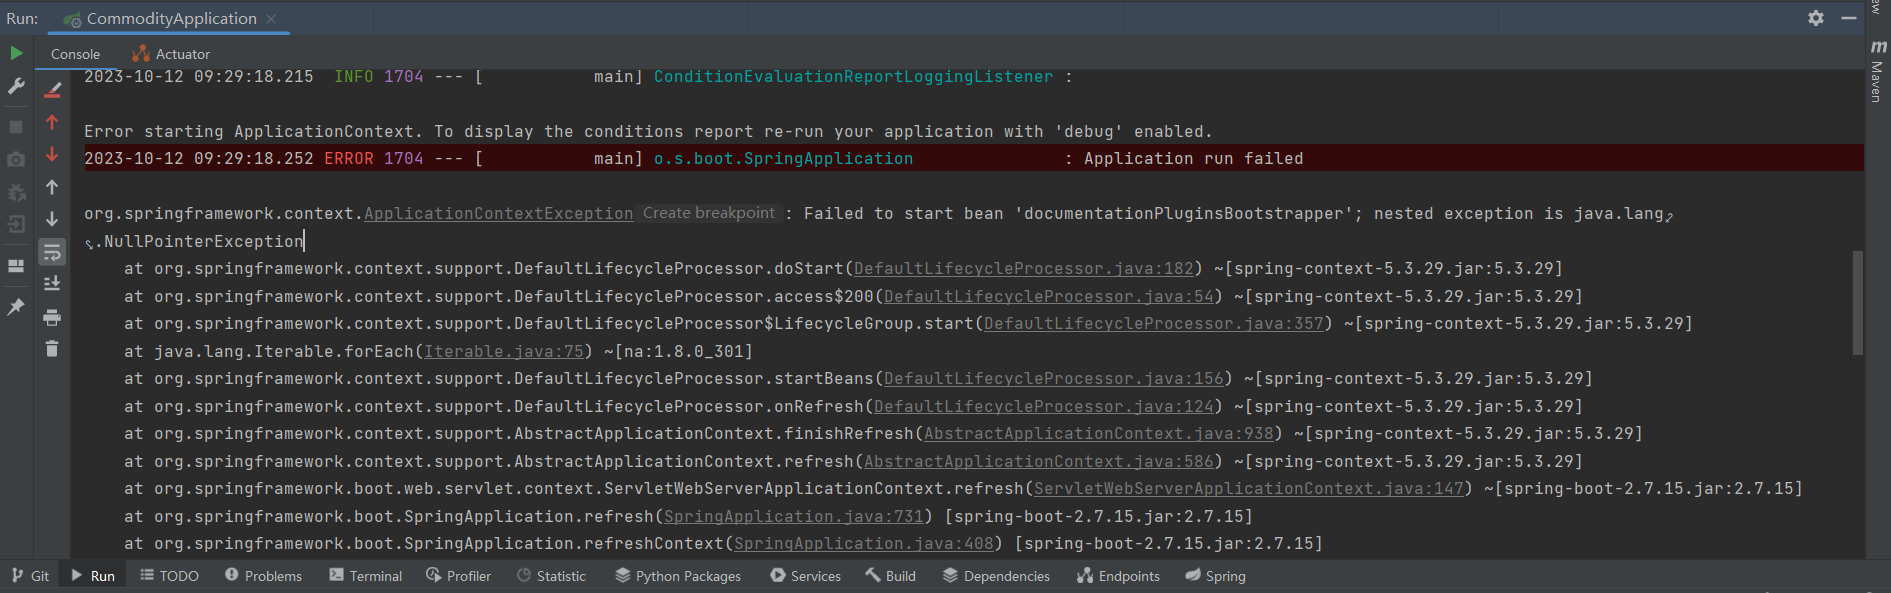 Run: CommodityApplication
Console Actuator
2023-10-12 09:29:18.215  INFO 1704 --- [           main] ConditionEvaluationReportLoggingListener :
Error starting ApplicationContext. To display the conditions report re-run your application with 'debug' enabled.
2023-10-12 09:29:18.252 ERROR 1704 --- [           main] o.s.boot.SpringApplication               : Application run failed
org.springframework.context.ApplicationContextException Create breakpoint : Failed to start bean 'documentationPluginsBootstrapper'; nested exception is java.lang
.NullPointerException
at org.springframework.context.support.DefaultLifecycleProcessor.doStart(DefaultLifecycleProcessor.java:182) ~[spring-context-5.3.29.jar:5.3.29]
at org.springframework.context.support.DefaultLifecycleProcessor.access$200(DefaultLifecycleProcessor.java:54) ~[spring-context-5.3.29.jar:5.3.29]
at org.springframework.context.support.DefaultLifecycleProcessor$LifecycleGroup.start(DefaultLifecycleProcessor.java:357) ~[spring-context-5.3.29.jar:5.3.29]
at java.lang.Iterable.forEach(Iterable.java:75) ~[na:1.8.0_301]
at org.springframework.context.support.DefaultLifecycleProcessor.startBeans(DefaultLifecycleProcessor.java:156) ~[spring-context-5.3.29.jar:5.3.29]
at org.springframework.context.support.DefaultLifecycleProcessor.onRefresh(DefaultLifecycleProcessor.java:124) ~[spring-context-5.3.29.jar:5.3.29]
at org.springframework.context.support.AbstractApplicationContext.finishRefresh(AbstractApplicationContext.java:938) ~[spring-context-5.3.29.jar:5.3.29]
at org.springframework.context.support.AbstractApplicationContext.refresh(AbstractApplicationContext.java:586) ~[spring-context-5.3.29.jar:5.3.29]
at org.springframework.boot.web.servlet.context.ServletWebServerApplicationContext.refresh(ServletWebServerApplicationContext.java:147) ~[spring-boot-2.7.15.jar:2.7.15]
at org.springframework.boot.SpringApplication.refresh(SpringApplication.java:731) [spring-boot-2.7.15.jar:2.7.15]
at org.springframework.boot.SpringApplication.refreshContext(SpringApplication.java:408) [spring-boot-2.7.15.jar:2.7.15]
Git Run TODO Problems Terminal Profiler Statistic Python Packages Services Build Dependencies Endpoints Spring
m Maven